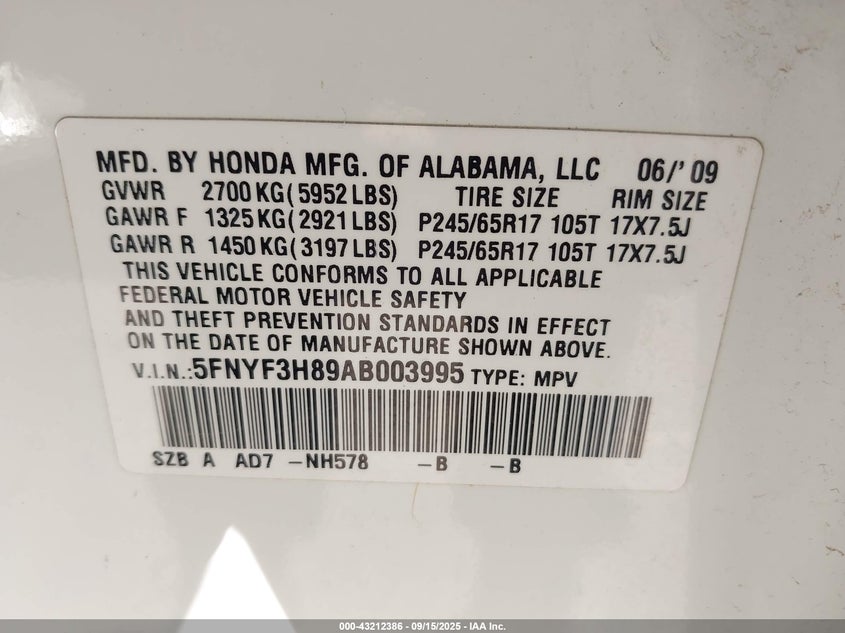 MFD. BY HONDA MFG. OF ALABAMA, LLC 06/' 09
GVWR 2700 KG ( 5952 LBS) TIRE SIZE RIM SIZE
GAWR F 1325 KG ( 2921 LBS) P245/65R17 105T 17X7.5J
GAWR R 1450 KG ( 3197 LBS) P245/65R17 105T 17X7.5J
THIS VEHICLE CONFORMS TO ALL APPLICABLE
FEDERAL MOTOR VEHICLE SAFETY
AND THEFT PREVENTION STANDARDS IN EFFECT
ON THE DATE OF MANUFACTURE SHOWN ABOVE.
V.I.N.:5FNYF3H89AB003995 TYPE: MPV
SZB A AD7 -NH578 -B -B
000-43212386 - 09/15/2025 - IAA Inc.